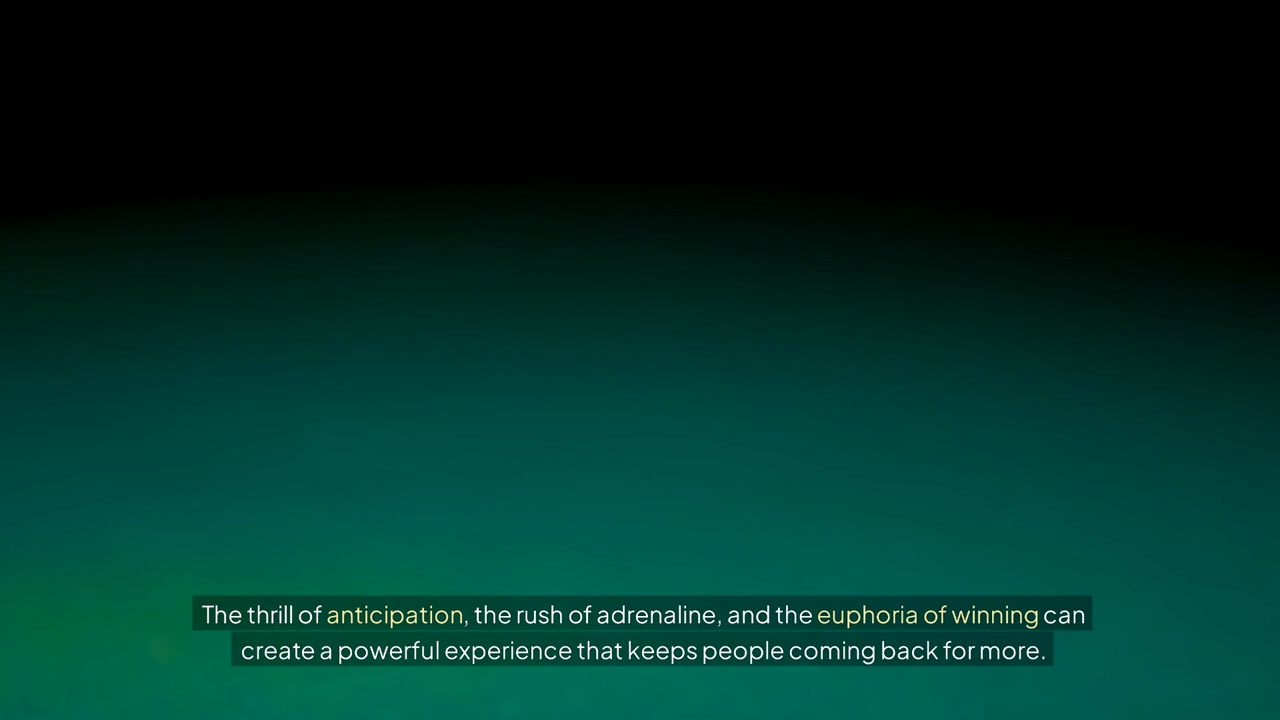 The thrill of anticipation, the rush of adrenaline, and the euphoria of winning can
create a powerful experience that keeps people coming back for more.